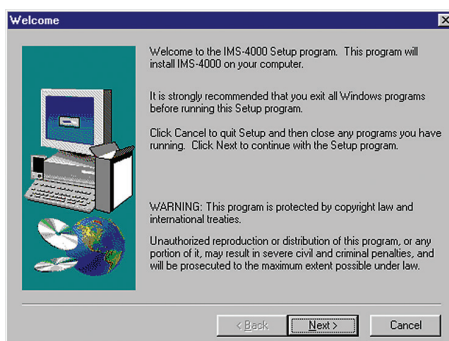 Welcome
Welcome to the IMS-4000 Setup program. This program will
install IMS-4000 on your computer.
It is strongly recommended that you exit all Windows programs
before running this Setup program.
Click Cancel to quit Setup and then close any programs you have
running. Click Next to continue with the Setup program.
WARNING: This program is protected by copyright law and
international treaties.
Unauthorized reproduction or distribution of this program, or any
portion of it, may result in severe civil and criminal penalties, and
will be prosecuted to the maximum extent possible under law.
< Back
Next >
Cancel